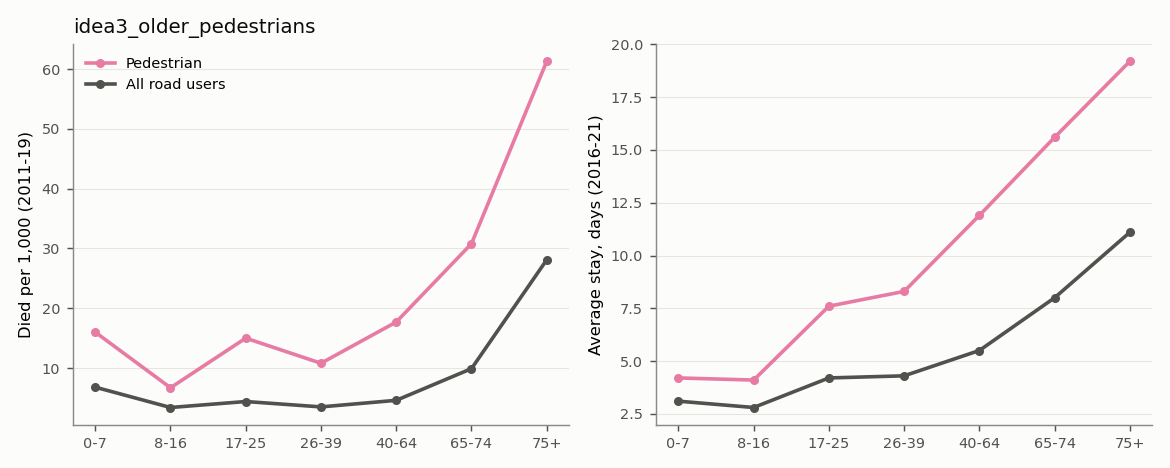 idea3_older_pedestrians
Died per 1,000 (2011-19)
60
50
40
30
20
10
Pedestrian
All road users
0-7 8-16 17-25 26-39 40-64 65-74 75+
Average stay, days (2016-21)
20.0
17.5
15.0
12.5
10.0
7.5
5.0
2.5
0-7 8-16 17-25 26-39 40-64 65-74 75+